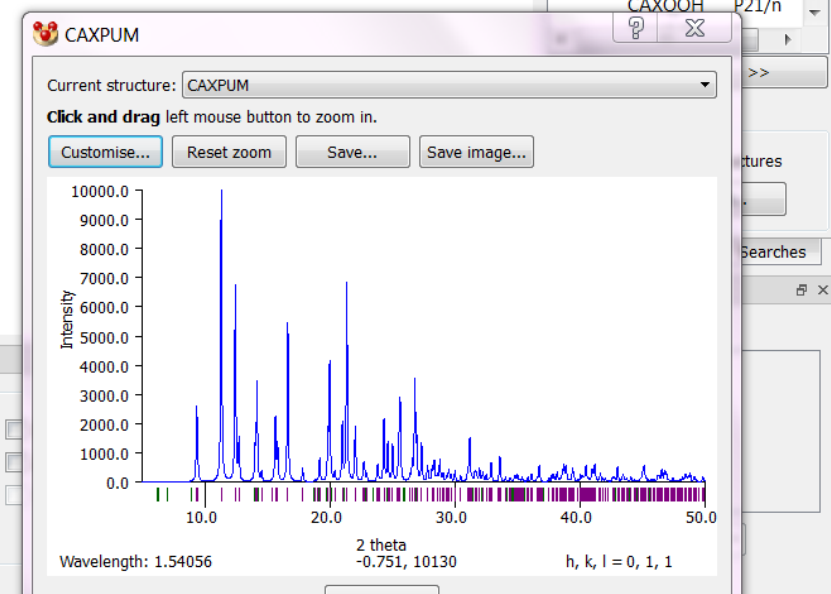 CAXOOH P21/n
CAXPUM
Current structure: CAXPUM
>>
Click and drag left mouse button to zoom in.
Customise... Reset zoom Save... Save image...
Searches
10000.0
9000.0
8000.0
7000.0
6000.0
5000.0
4000.0
3000.0
2000.0
1000.0
0.0
Intensity
10.0 20.0 30.0 40.0 50.0
2 theta
Wavelength: 1.54056 -0.751, 10130 h, k, l = 0, 1, 1